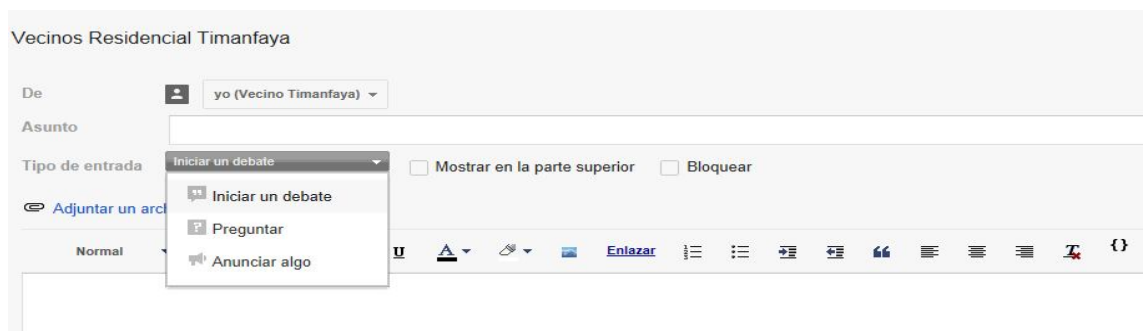 Vecinos Residencial Timanfaya
De yo (Vecino Timanfaya)
Asunto
Tipo de entrada Iniciar un debate Mostrar en la parte superior Bloquear
Iniciar un debate
Adjuntar un
Preguntar
Normal U A Enlazar {}
Anunciar algo